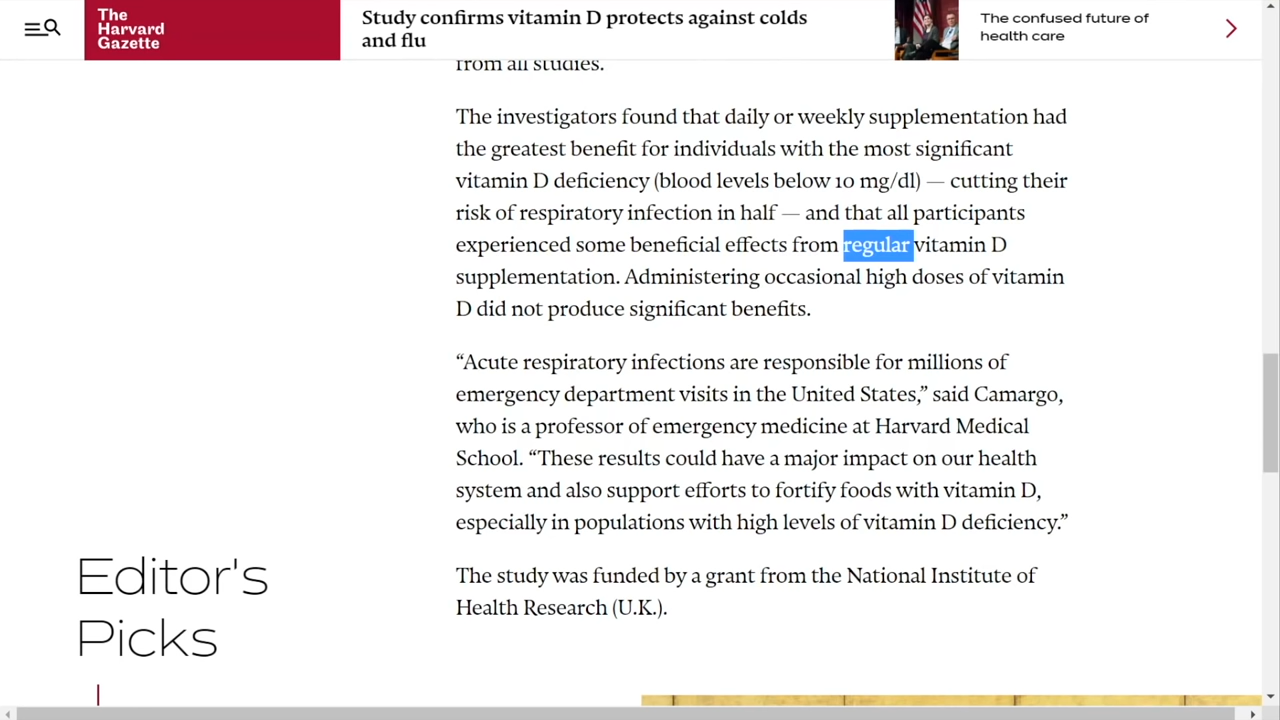 The
Harvard
Gazette
Study confirms vitamin D protects against colds
and flu
The confused future of
health care
from all studies.
The investigators found that daily or weekly supplementation had
the greatest benefit for individuals with the most significant
vitamin D deficiency (blood levels below 10 mg/dl) — cutting their
risk of respiratory infection in half — and that all participants
experienced some beneficial effects from regular vitamin D
supplementation. Administering occasional high doses of vitamin
D did not produce significant benefits.
“Acute respiratory infections are responsible for millions of
emergency department visits in the United States,” said Camargo,
who is a professor of emergency medicine at Harvard Medical
School. “These results could have a major impact on our health
system and also support efforts to fortify foods with vitamin D,
especially in populations with high levels of vitamin D deficiency.”
The study was funded by a grant from the National Institute of
Health Research (U.K.).
Editor's
Picks